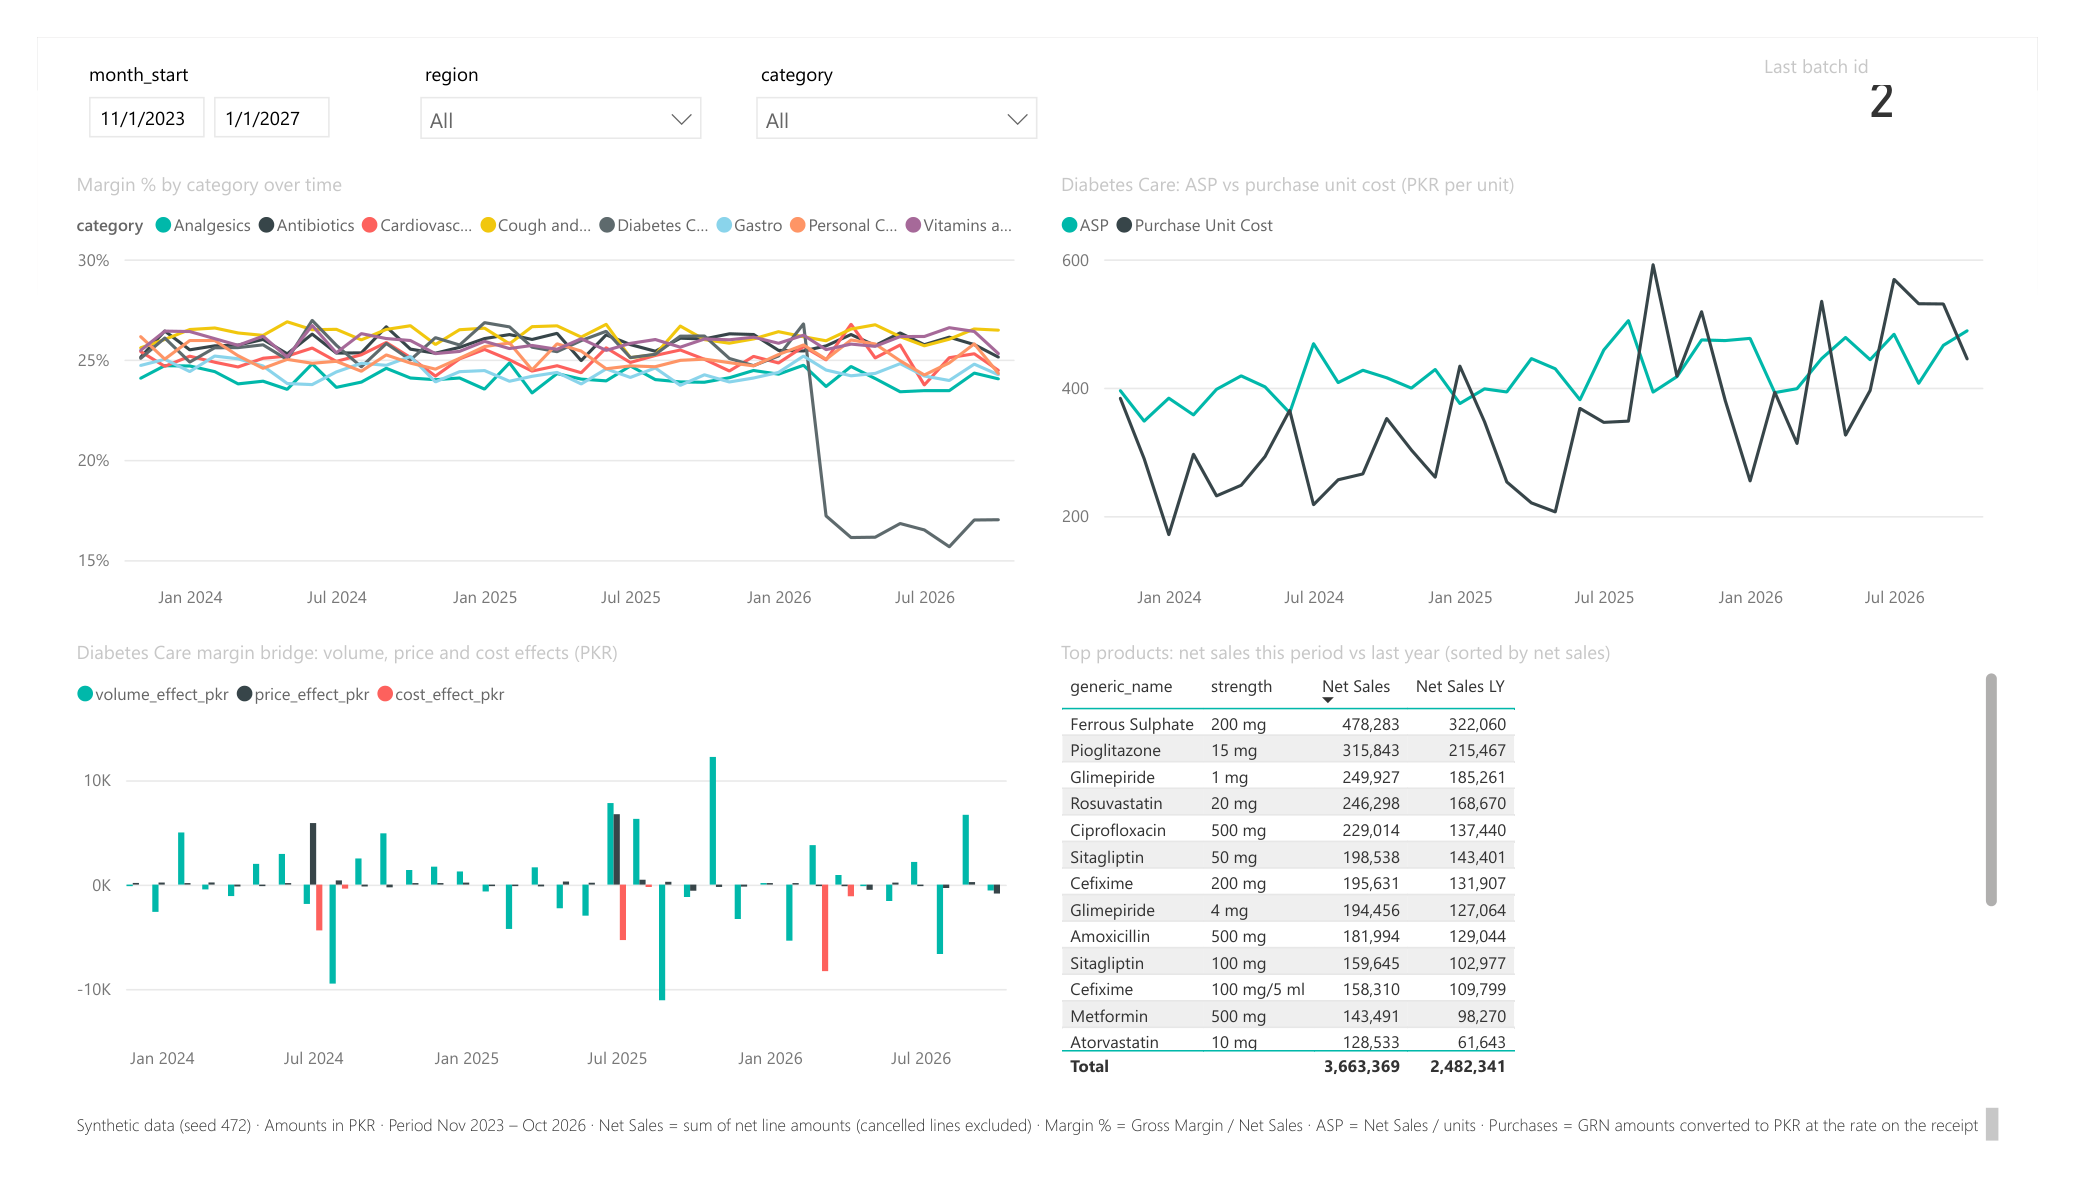 month_start region category Last batch id
11/1/2023 1/1/2027 All All 2
Margin % by category over time
category Analgesics Antibiotics Cardiovasc... Cough and... Diabetes C... Gastro Personal C... Vitamins a...
30%
25%
20%
15%
Jan 2024 Jul 2024 Jan 2025 Jul 2025 Jan 2026 Jul 2026
Diabetes Care: ASP vs purchase unit cost (PKR per unit)
ASP Purchase Unit Cost
600
400
200
Jan 2024 Jul 2024 Jan 2025 Jul 2025 Jan 2026 Jul 2026
Diabetes Care margin bridge: volume, price and cost effects (PKR)
volume_effect_pkr price_effect_pkr cost_effect_pkr
10K
0K
-10K
Jan 2024 Jul 2024 Jan 2025 Jul 2025 Jan 2026 Jul 2026
Top products: net sales this period vs last year (sorted by net sales)
generic_name strength Net Sales Net Sales LY
Ferrous Sulphate 200 mg 478,283 322,060
Pioglitazone 15 mg 315,843 215,467
Glimepiride 1 mg 249,927 185,261
Rosuvastatin 20 mg 246,298 168,670
Ciprofloxacin 500 mg 229,014 137,440
Sitagliptin 50 mg 198,538 143,401
Cefixime 200 mg 195,631 131,907
Glimepiride 4 mg 194,456 127,064
Amoxicillin 500 mg 181,994 129,044
Sitagliptin 100 mg 159,645 102,977
Cefixime 100 mg/5 ml 158,310 109,799
Metformin 500 mg 143,491 98,270
Atorvastatin 10 mg 128,533 61,643
Total 3,663,369 2,482,341
Synthetic data (seed 472) · Amounts in PKR · Period Nov 2023 – Oct 2026 · Net Sales = sum of net line amounts (cancelled lines excluded) · Margin % = Gross Margin / Net Sales · ASP = Net Sales / units · Purchases = GRN amounts converted to PKR at the rate on the receipt